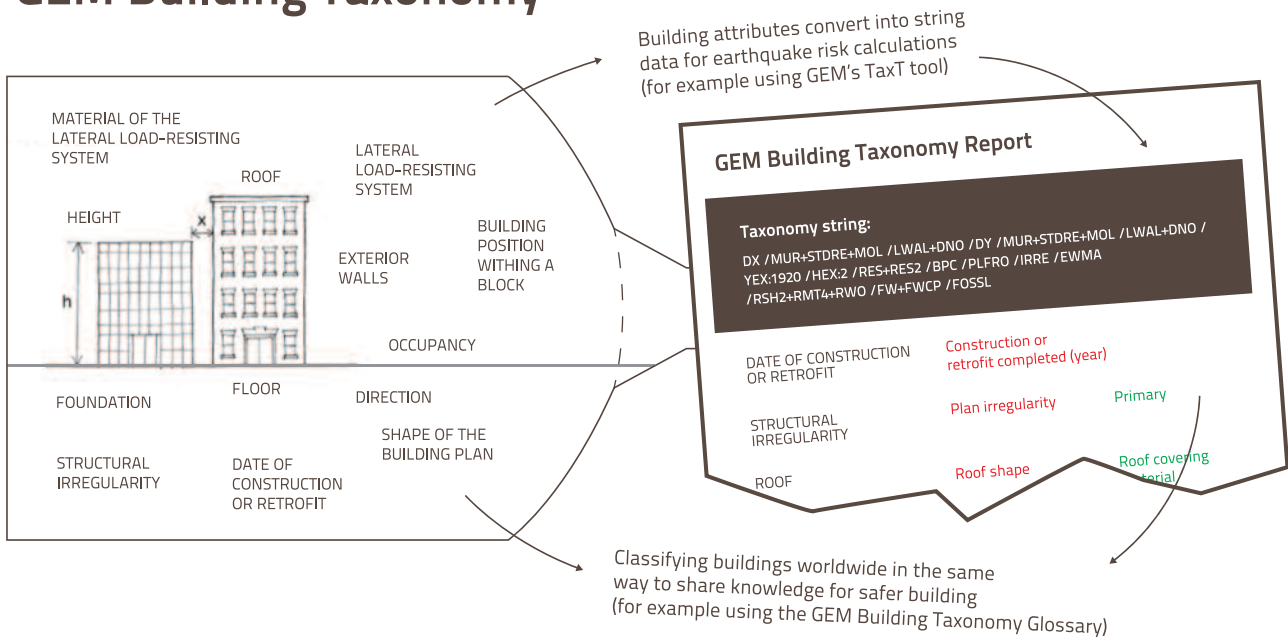 GEM Building Taxonomy
Building attributes convert into string
data for earthquake risk calculations
(for example using GEM's TaxT tool)
MATERIAL OF THE
LATERAL LOAD-RESISTING
SYSTEM
ROOF
LATERAL
LOAD-RESISTING
SYSTEM
HEIGHT
x
h
EXTERIOR
WALLS
BUILDING
POSITION
WITHING A
BLOCK
OCCUPANCY
FOUNDATION
FLOOR
DIRECTION
SHAPE OF THE
BUILDING PLAN
STRUCTURAL
IRREGULARITY
DATE OF
CONSTRUCTION
OR RETROFIT
GEM Building Taxonomy Report
Taxonomy string:
DX /MUR+STDRE+MOL /LWAL+DNO /DY /MUR+STDRE+MOL /LWAL+DNO /
YEX:1920 /HEX:2 /RES+RES2 /BPC /PLFRO /IRRE /EWMA
/RSH2+RMT4+RWO /FW+FWCP /FOSSL
DATE OF CONSTRUCTION
OR RETROFIT
Construction or
retrofit completed (year)
STRUCTURAL
IRREGULARITY
Plan irregularity
Primary
ROOF
Roof shape
Roof covering
Classifying buildings worldwide in the same
way to share knowledge for safer building
(for example using the GEM Building Taxonomy Glossary)